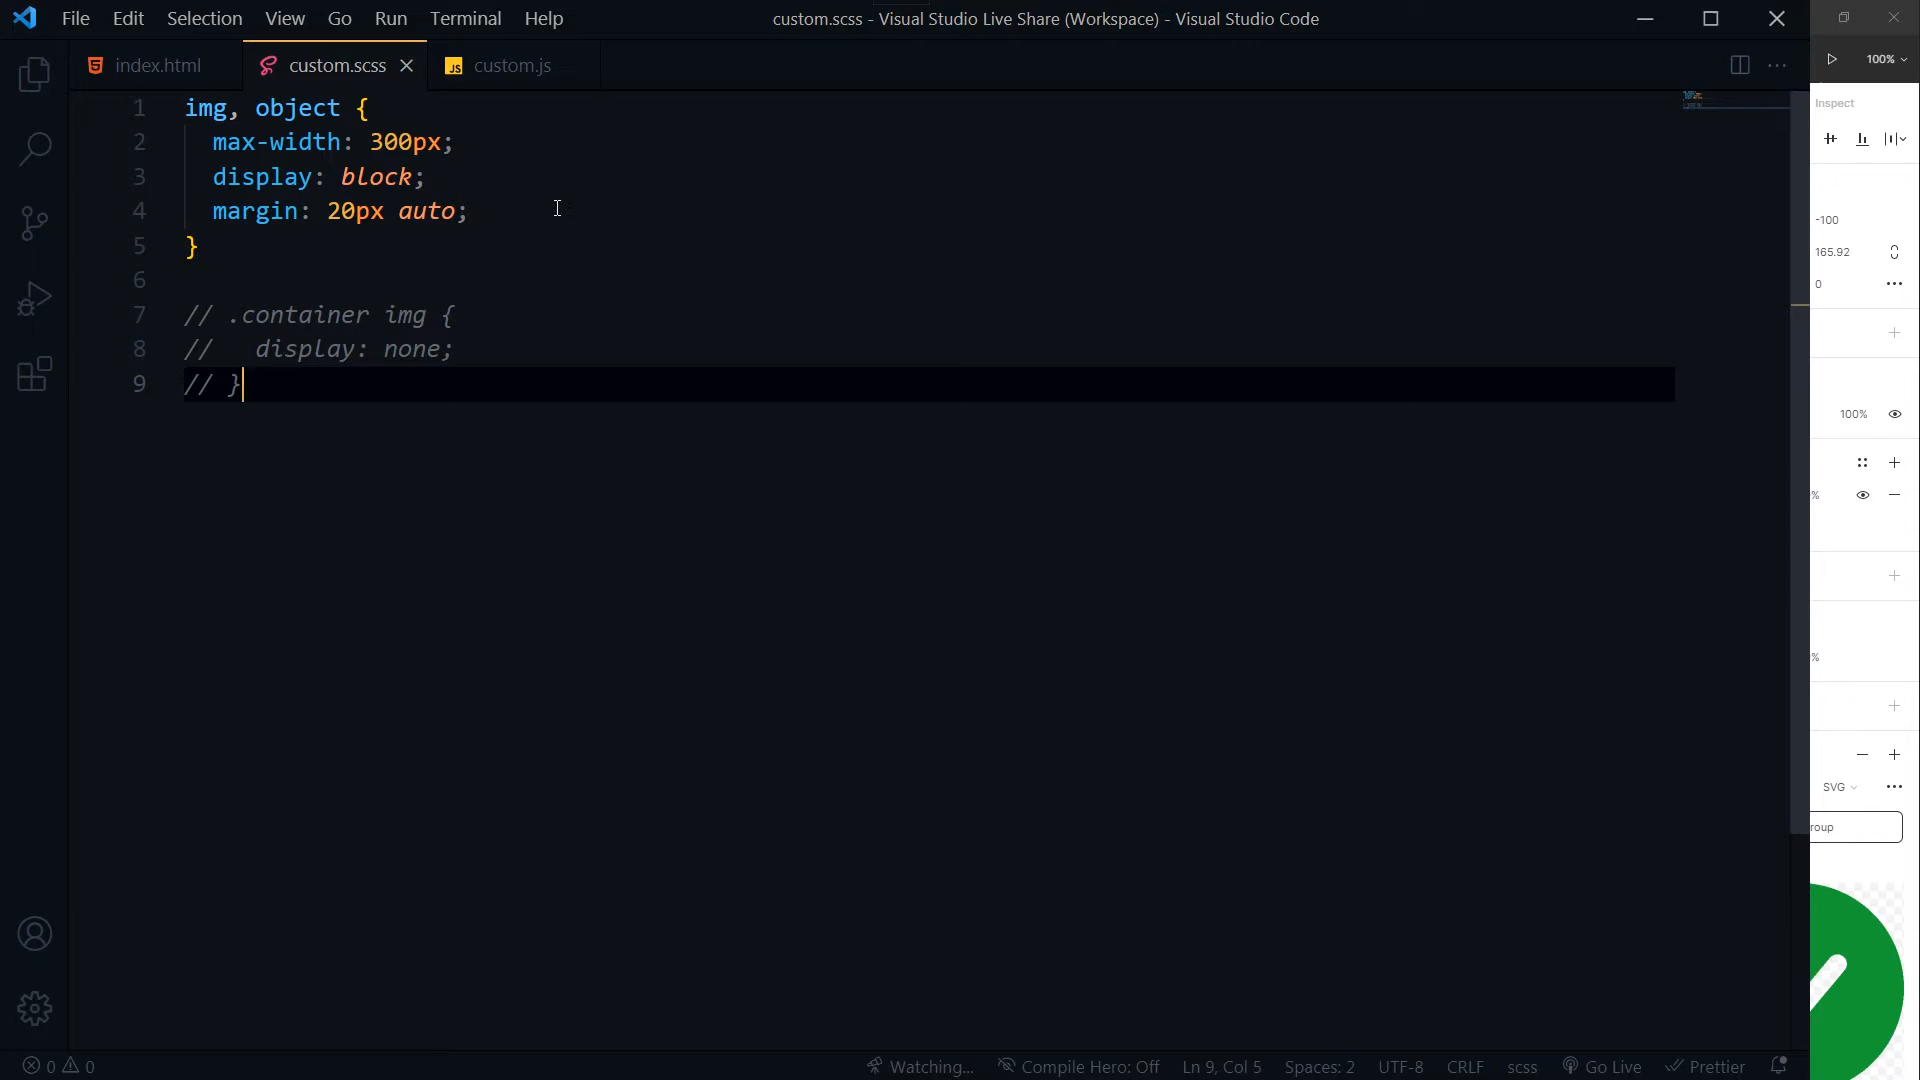 File Edit Selection View Go Run Terminal Help
custom.scss - Visual Studio Live Share (Workspace) - Visual Studio Code
index.html custom.scss JS custom.js
1 img, object {
2 max-width: 300px;
3 display: block;
4 margin: 20px auto;
5 }
6
7 // .container img {
8 //   display: none;
9 // }
0 0 Watching... Compile Hero: Off Ln 9, Col 5 Spaces: 2 UTF-8 CRLF scss Go Live Prettier
100%
Inspect
-100
165.92
0
100%
%
%
SVG
roup